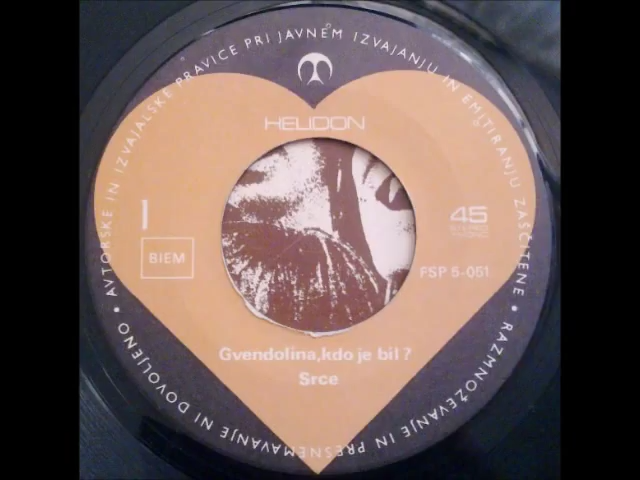 AVTORSKE IN IZVAJALSKE PRAVICE PRI JAVNEM IZVAJANJU IN EMITIRANJU ZAŠČITENE • RAZMNOŽEVANJE IN PRESNEMAVANJE NI DOVOLJENO •
HELIDON
I
45
STEREO
BIEM
FSP 5-051
Gvendolina,kdo je bil?
Srce